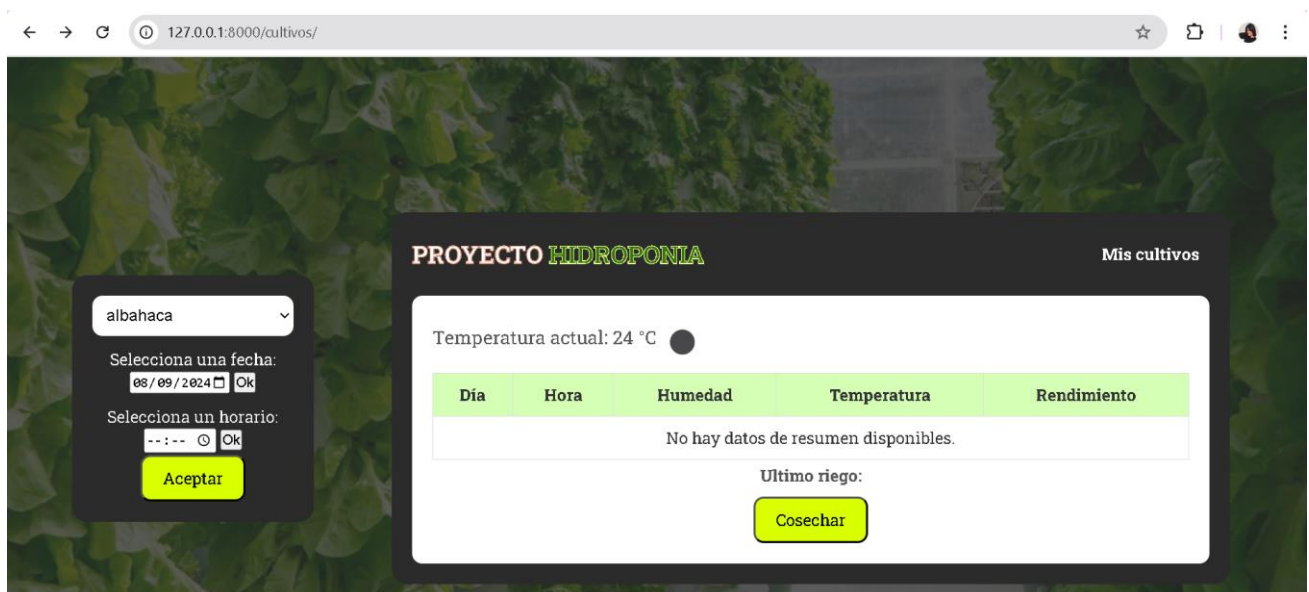 127.0.0.1:8000/cultivos/
PROYECTO HIDROPONIA
Mis cultivos
albahaca
Selecciona una fecha:
08/09/2024 Ok
Selecciona un horario:
--:-- Ok
Aceptar
Temperatura actual: 24 °C
Día Hora Humedad Temperatura Rendimiento
No hay datos de resumen disponibles.
Ultimo riego:
Cosechar